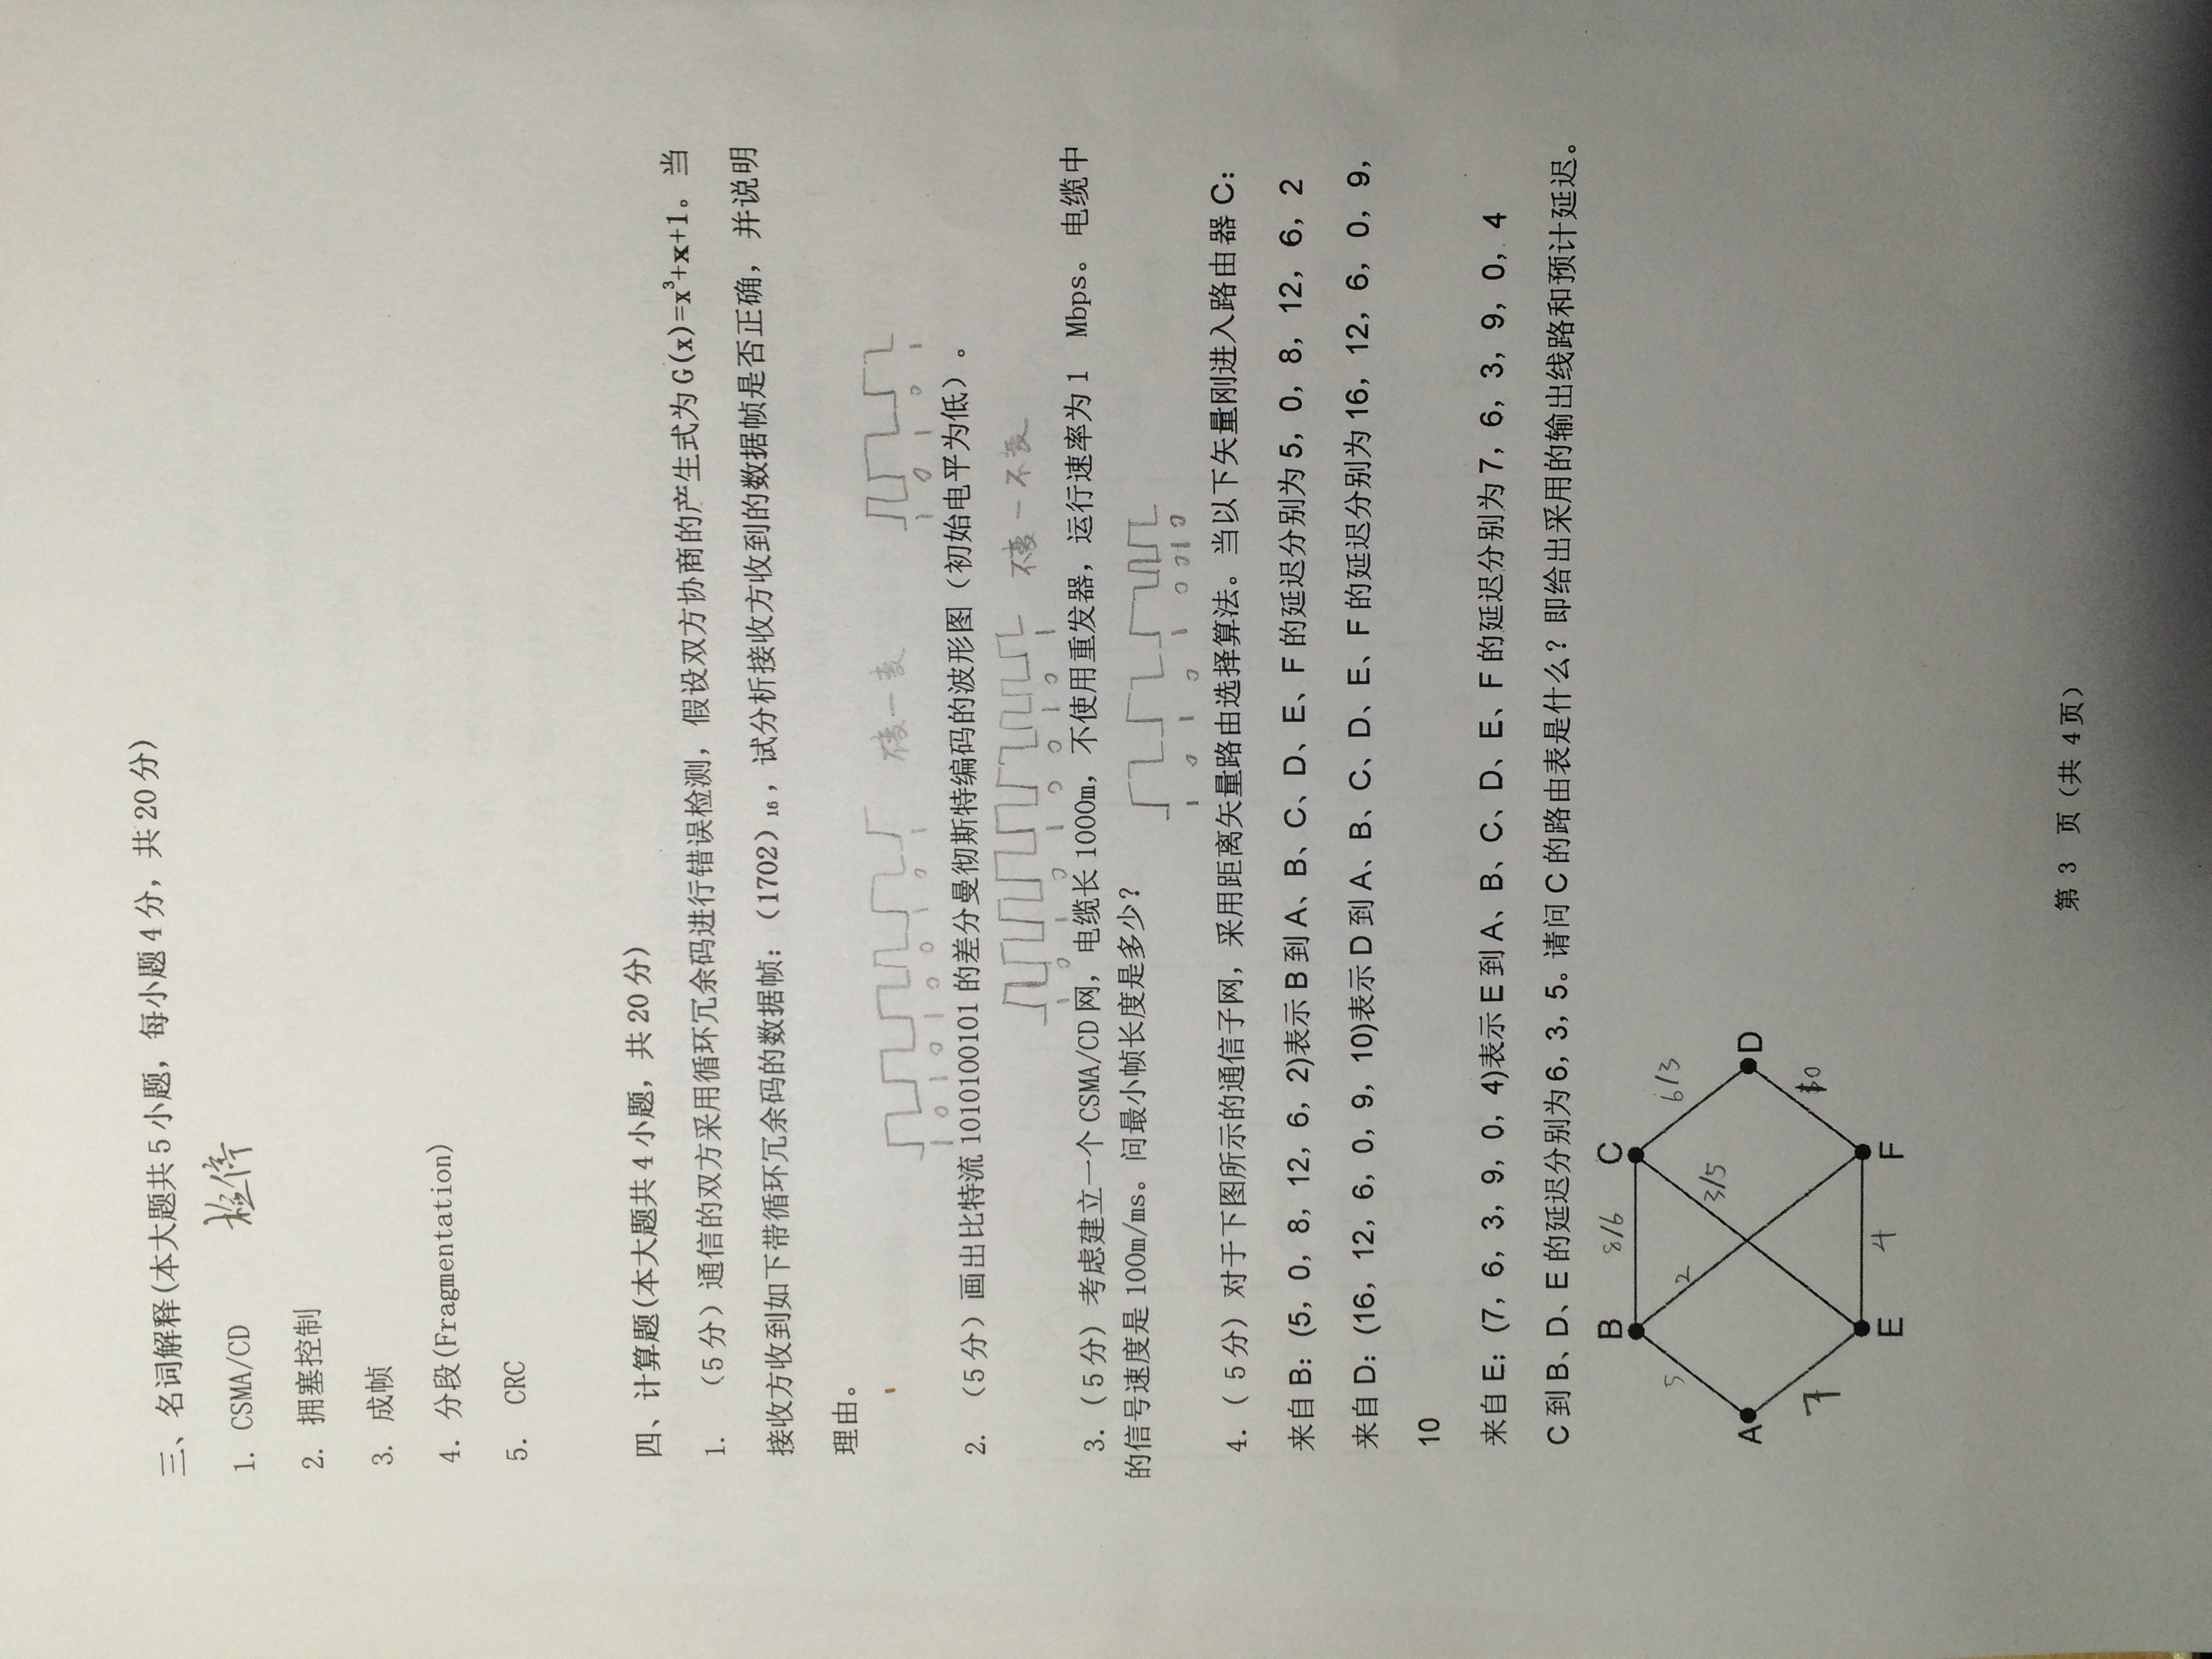 三、名词解释(本大题共5小题，每小题4分，共20分)
1. CSMA/CD 检停
2. 拥塞控制
3. 成帧
4. 分段(Fragmentation)
5. CRC
四、计算题(本大题共4小题，共20分)
1. （5分）通信的双方采用循环冗余码进行错误检测，假设双方协商的产生式为G(x)=x³+x+1。当
接收方收到如下带循环冗余码的数据帧：（1702）₁₆，试分析接收方收到的数据帧是否正确，并说明
理由。
不变一变
1 0 1 0 1 0 0 1 0 1
1 0 1 0 1
2. （5分）画出比特流1010100101的差分曼彻斯特编码的波形图（初始电平为低）。
不变一不变
1 0 1 0 1 0 0 1 0 1
3.(5分) 考虑建立一个CSMA/CD网，电缆长1000m，不使用重发器，运行速率为1 Mbps。电缆中
的信号速度是100m/ms。问最小帧长度是多少？
1 0 1 0 1 0 0 1 0
4.( 5分) 对于下图所示的通信子网，采用距离矢量路由选择算法。当以下矢量刚进入路由器C：
来自B：(5，0，8，12，6，2)表示B到A、B、C、D、E、F的延迟分别为5，0，8，12，6，2
来自D：(16，12，6，0，9，10)表示D到A、B、C、D、E、F的延迟分别为16，12，6，0，9，
10
来自E；(7，6，3，9，0，4)表示E到A、B、C、D、E、F的延迟分别为7，6，3，9，0，4
C到B、D、E的延迟分别为6，3，5。请问C的路由表是什么？即给出采用的输出线路和预计延迟。
B 8/6 C
5 2 6/3
3/5
A D
7 10
E 4 F
第 3 页（共 4页）